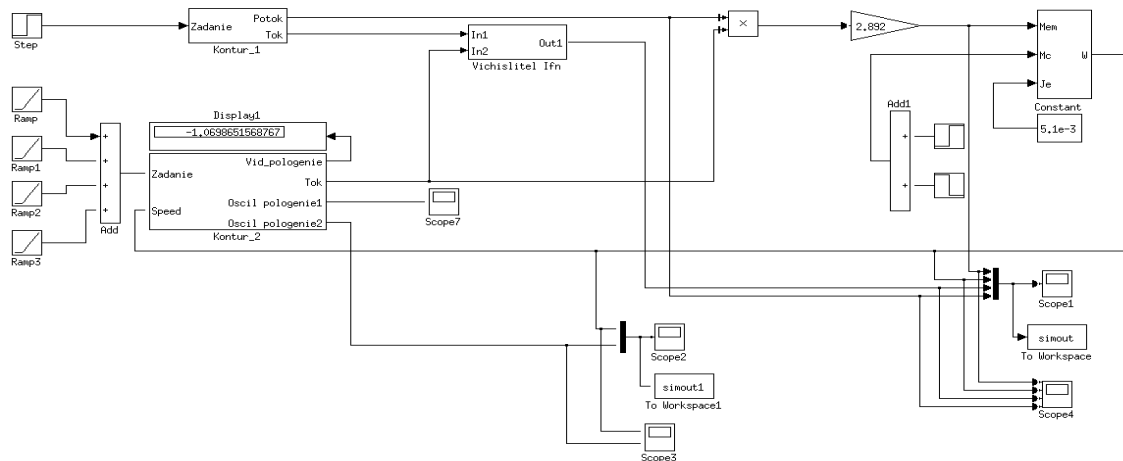 Step
Zadanie
Potok
Tok
Kontur_1
In1
In2
Out1
Vichislitel Ifn
×
2.892
Mem
Mc
Je
W
Constant
5.1e-3
Add1
+
+
Ramp
Ramp1
Ramp2
Ramp3
+
+
+
+
Add
Display1
-1.0698651568767
Zadanie
Speed
Vid_pologenie
Tok
Oscil pologenie1
Oscil pologenie2
Kontur_2
Scope7
Scope1
simout
To Workspace
Scope2
simout1
To Workspace1
Scope4
Scope3